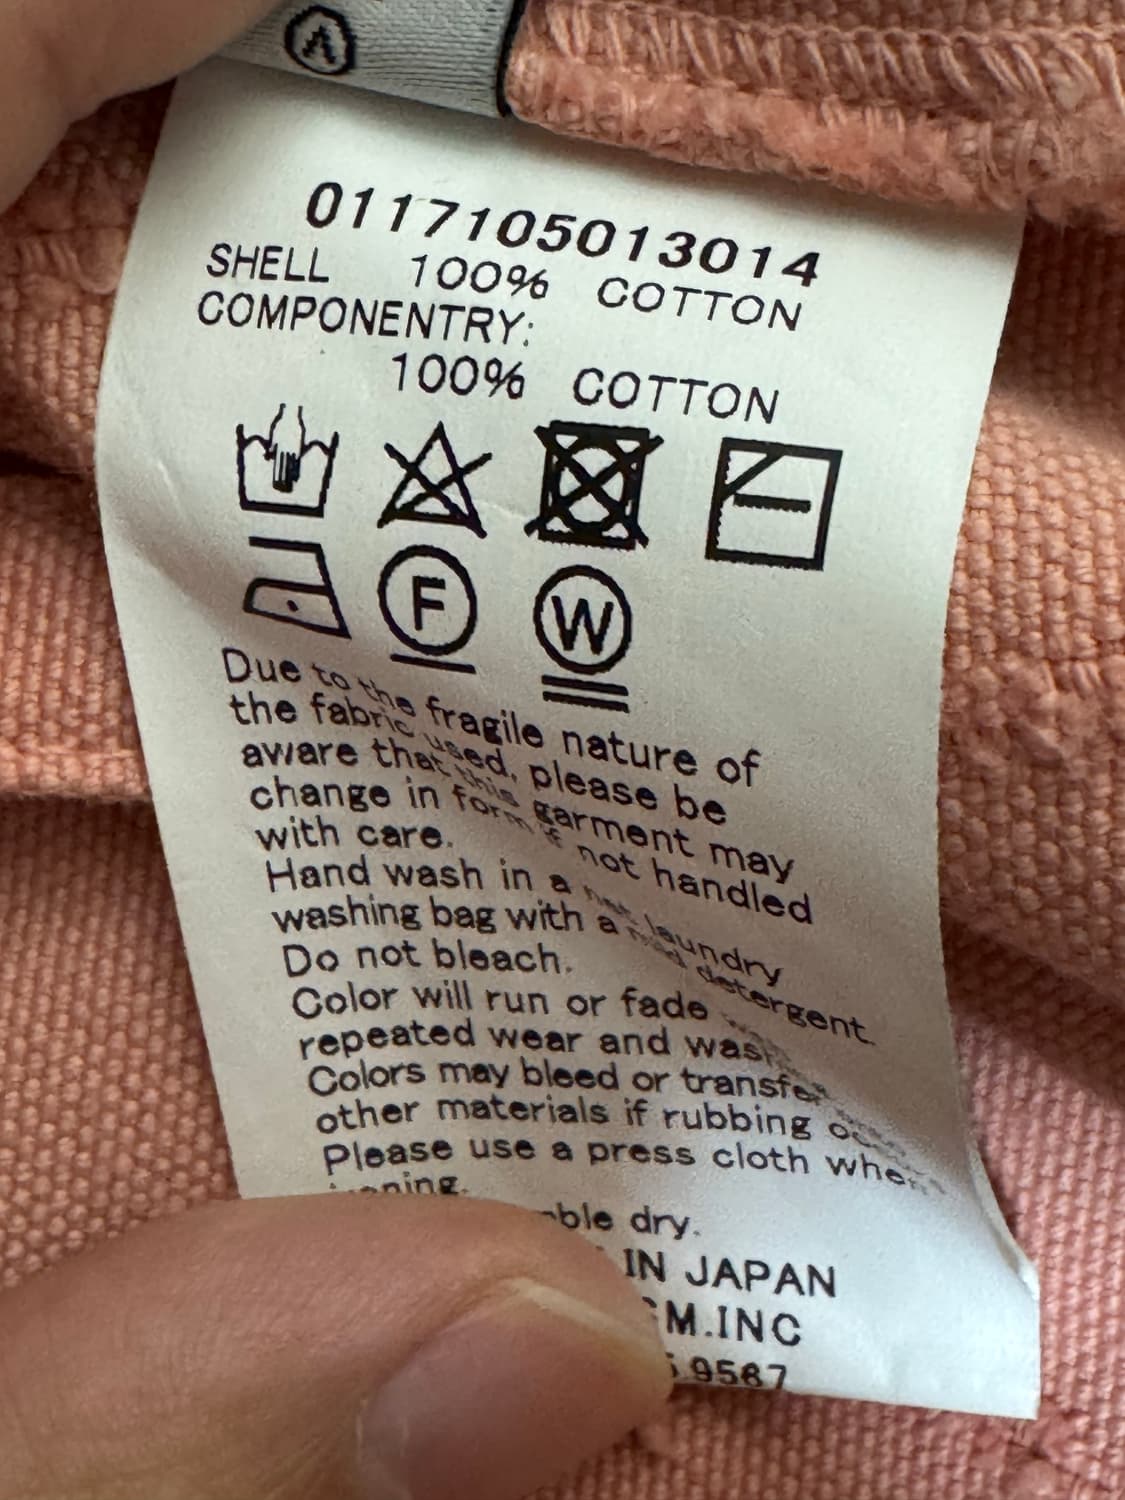 0117105013014
SHELL 100% COTTON
COMPONENTRY:
100% COTTON
F
W
Due to the fragile nature of
the fabric used, please be
aware that this garment may
change in form if not handled
with care.
Hand wash in a net laundry
washing bag with a mild detergent
Do not bleach.
Color will run or fade
repeated wear and
Colors may bleed or transfer
other materials if rubbing
Please use a press cloth when
dry.
IN JAPAN
M.INC
9567